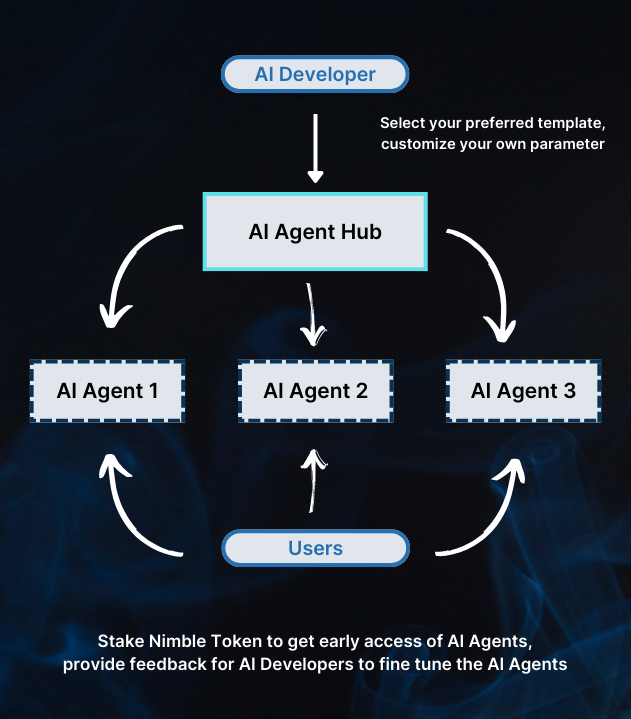 AI Developer
Select your preferred template,
customize your own parameter
AI Agent Hub
AI Agent 1
AI Agent 2
AI Agent 3
Users
Stake Nimble Token to get early access of AI Agents,
provide feedback for AI Developers to fine tune the AI Agents